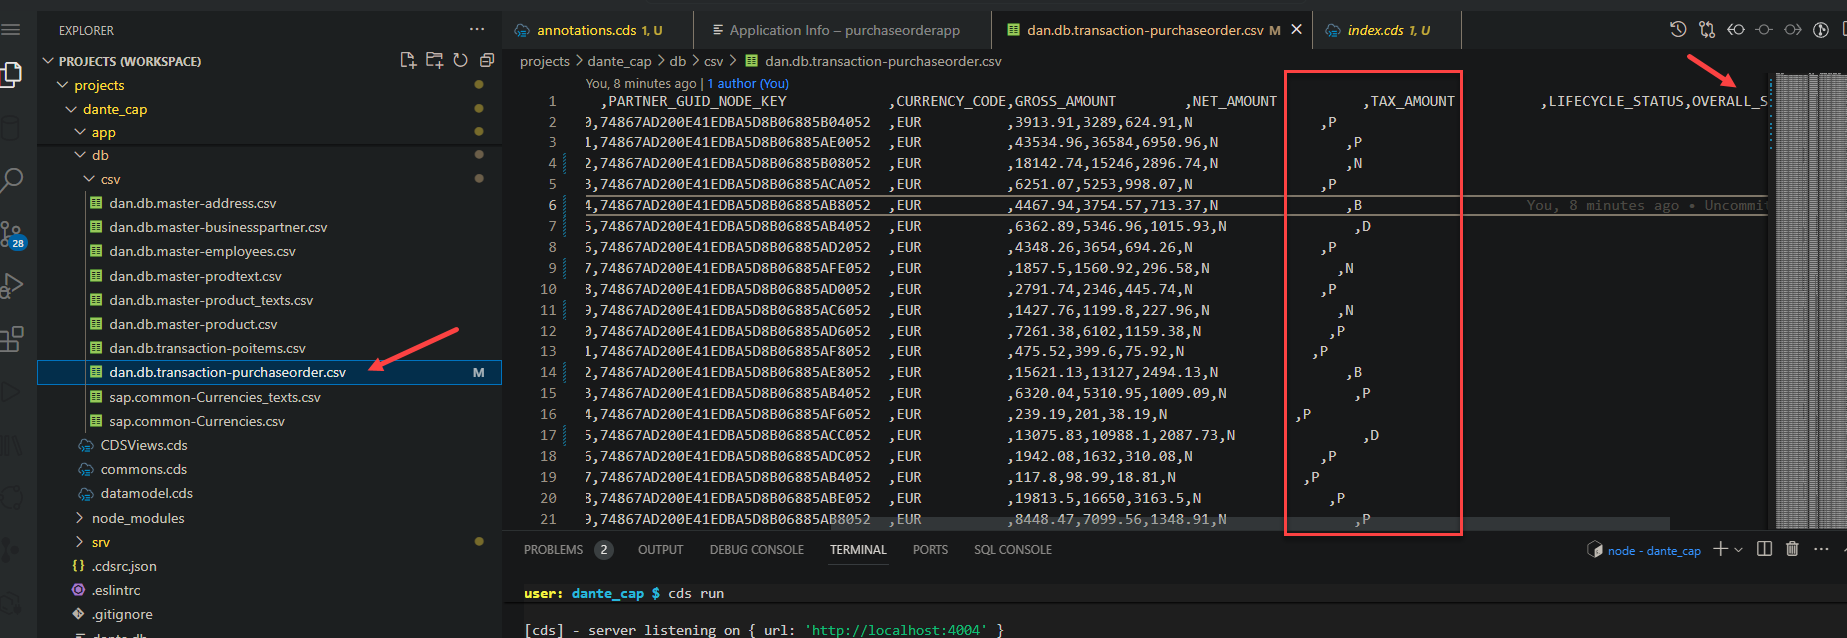 EXPLORER
···
PROJECTS (WORKSPACE)
projects
dante_cap
app
db
csv
dan.db.master-address.csv
dan.db.master-businesspartner.csv
dan.db.master-employees.csv
dan.db.master-prodtext.csv
dan.db.master-product_texts.csv
dan.db.master-product.csv
dan.db.transaction-poitems.csv
dan.db.transaction-purchaseorder.csv M
sap.common-Currencies_texts.csv
sap.common-Currencies.csv
CDSViews.cds
commons.cds
datamodel.cds
node_modules
srv
.cdsrc.json
.eslintrc
.gitignore
28
annotations.cds 1, U
Application Info – purchaseorderapp
dan.db.transaction-purchaseorder.csv M
index.cds 1, U
projects > dante_cap > db > csv > dan.db.transaction-purchaseorder.csv
You, 8 minutes ago | 1 author (You)
1 ,PARTNER_GUID_NODE_KEY ,CURRENCY_CODE,GROSS_AMOUNT ,NET_AMOUNT ,TAX_AMOUNT ,LIFECYCLE_STATUS,OVERALL_S
2 0,74867AD200E41EDBA5D8B06885B04052 ,EUR ,3913.91,3289,624.91,N ,P
3 1,74867AD200E41EDBA5D8B06885AE0052 ,EUR ,43534.96,36584,6950.96,N ,P
4 2,74867AD200E41EDBA5D8B06885B08052 ,EUR ,18142.74,15246,2896.74,N ,N
5 3,74867AD200E41EDBA5D8B06885ACA052 ,EUR ,6251.07,5253,998.07,N ,P
6 4,74867AD200E41EDBA5D8B06885AB8052 ,EUR ,4467.94,3754.57,713.37,N ,B You, 8 minutes ago • Uncommit
7 5,74867AD200E41EDBA5D8B06885AB4052 ,EUR ,6362.89,5346.96,1015.93,N ,D
8 6,74867AD200E41EDBA5D8B06885AD2052 ,EUR ,4348.26,3654,694.26,N ,P
9 7,74867AD200E41EDBA5D8B06885AFE052 ,EUR ,1857.5,1560.92,296.58,N ,N
10 8,74867AD200E41EDBA5D8B06885AD0052 ,EUR ,2791.74,2346,445.74,N ,P
11 9,74867AD200E41EDBA5D8B06885AC6052 ,EUR ,1427.76,1199.8,227.96,N ,N
12 0,74867AD200E41EDBA5D8B06885AD6052 ,EUR ,7261.38,6102,1159.38,N ,P
13 1,74867AD200E41EDBA5D8B06885AF8052 ,EUR ,475.52,399.6,75.92,N ,P
14 2,74867AD200E41EDBA5D8B06885AE8052 ,EUR ,15621.13,13127,2494.13,N ,B
15 3,74867AD200E41EDBA5D8B06885AB4052 ,EUR ,6320.04,5310.95,1009.09,N ,P
16 4,74867AD200E41EDBA5D8B06885AF6052 ,EUR ,239.19,201,38.19,N ,P
17 5,74867AD200E41EDBA5D8B06885ACC052 ,EUR ,13075.83,10988.1,2087.73,N ,D
18 6,74867AD200E41EDBA5D8B06885ADC052 ,EUR ,1942.08,1632,310.08,N ,P
19 7,74867AD200E41EDBA5D8B06885AB4052 ,EUR ,117.8,98.99,18.81,N ,P
20 8,74867AD200E41EDBA5D8B06885ABE052 ,EUR ,19813.5,16650,3163.5,N ,P
21 9,74867AD200E41EDBA5D8B06885AB8052 ,EUR ,8448.47,7099.56,1348.91,N ,P
PROBLEMS 2 OUTPUT DEBUG CONSOLE TERMINAL PORTS SQL CONSOLE
node - dante_cap
user: dante_cap $ cds run
[cds] - server listening on { url: 'http://localhost:4004' }